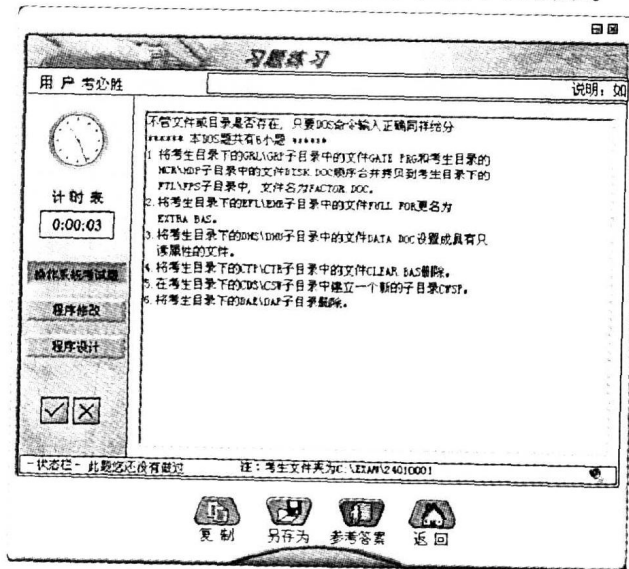 习题练习
用 户 考必胜
说明：如
计 时 表
0:00:03
操作系统考试题
程序修改
程序设计
不管文件或目录是否存在，只要DOS命令输入正确同样给分
****** 本DOS题共有6小题 ******
1. 将考生目录下的GRL\GRP子目录中的文件GATE PRG和考生目录的
MCR\MDP子目录中的文件DISK DOC顺序合并拷贝到考生目录下的
FTL\FPS子目录中，文件名为FACTOR DOC。
2. 将考生目录下的EFL\EME子目录中的文件FULL FOR更名为
EXTRA BAS。
3. 将考生目录下的DMS\DMU子目录中的文件DATA DOC设置成具有只
读属性的文件。
4. 将考生目录下的CTP\CTB子目录中的文件CLEAR BAS删除。
5. 在考生目录下的CDS\CSW子目录中建立一个新的子目录CWSP。
6. 将考生目录下的DAE\DAP子目录删除。
-状态栏- 此题您还没有做过
注：考生文件夹为C:\EXAM\24010001
复 制
另存为
参考答案
返 回